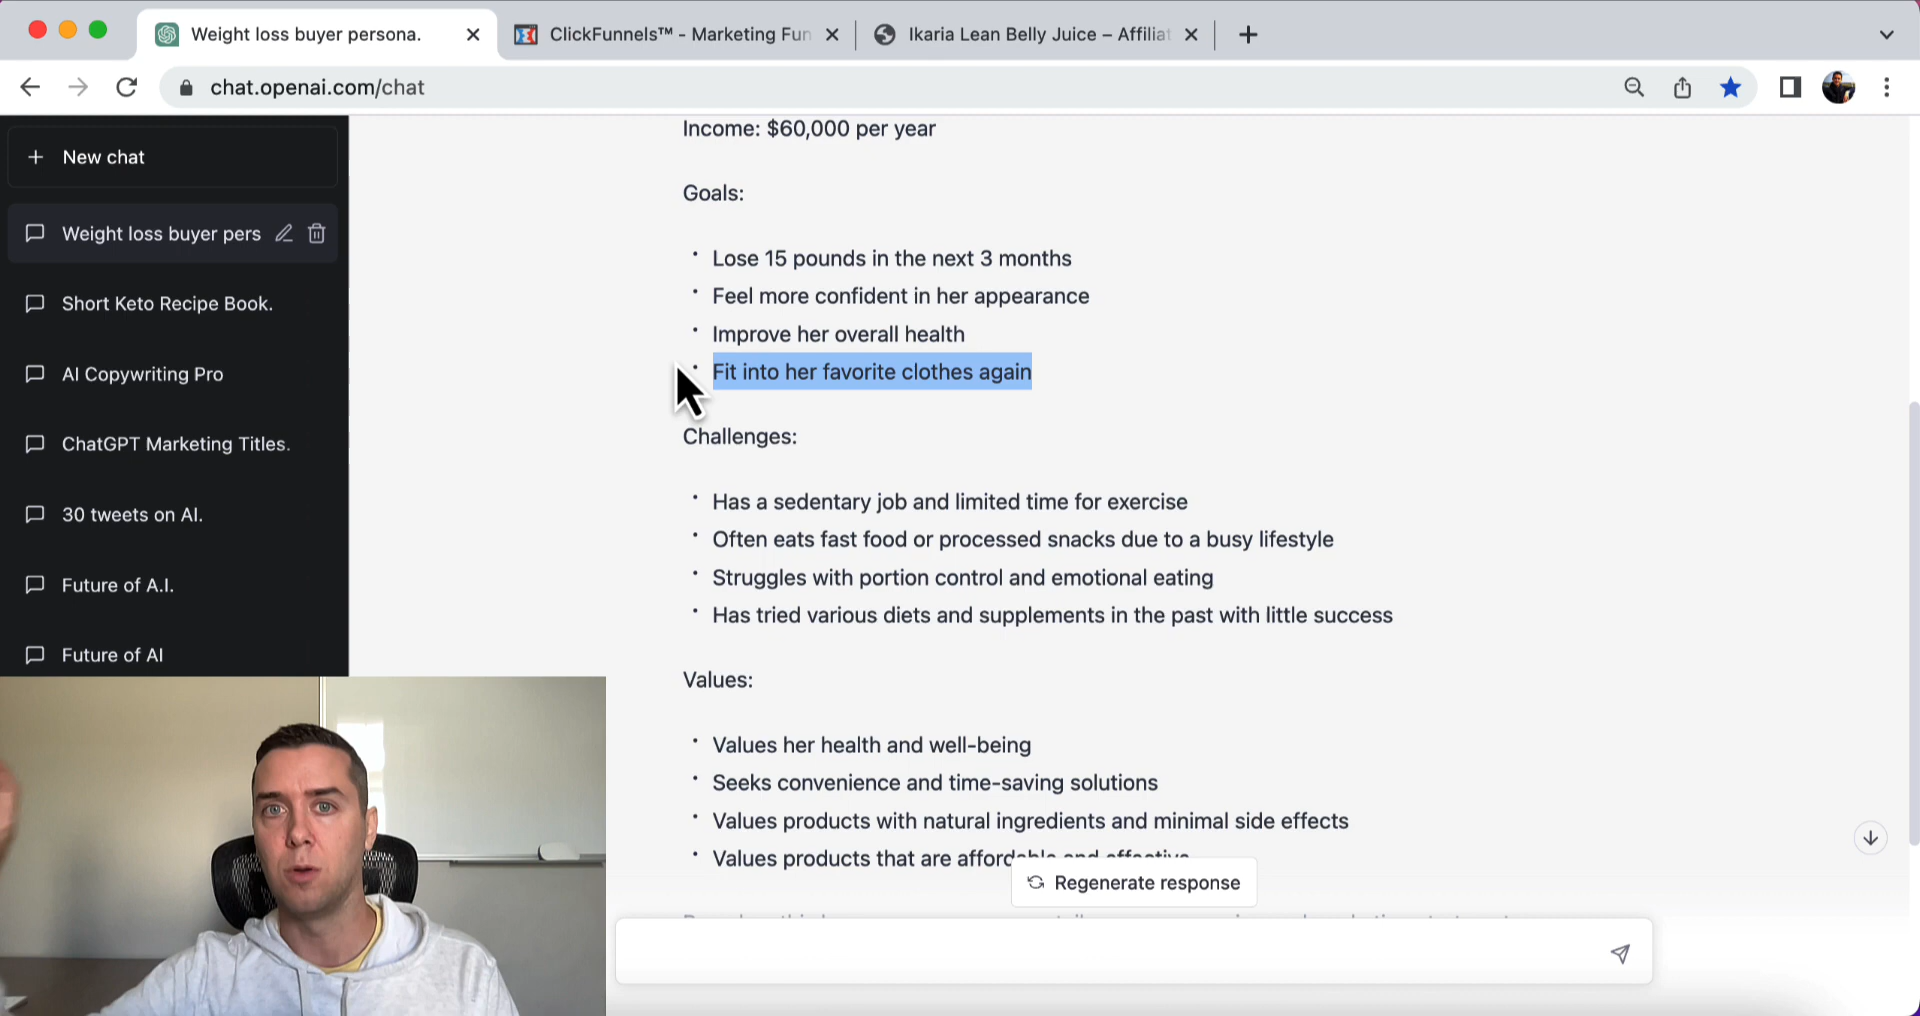 Weight loss buyer persona.
ClickFunnels™ - Marketing Fun
Ikaria Lean Belly Juice – Affiliat
chat.openai.com/chat
New chat
Weight loss buyer pers
Short Keto Recipe Book.
AI Copywriting Pro
ChatGPT Marketing Titles.
30 tweets on AI.
Future of A.I.
Future of AI
Income: $60,000 per year
Goals:
• Lose 15 pounds in the next 3 months
• Feel more confident in her appearance
• Improve her overall health
• Fit into her favorite clothes again
Challenges:
• Has a sedentary job and limited time for exercise
• Often eats fast food or processed snacks due to a busy lifestyle
• Struggles with portion control and emotional eating
• Has tried various diets and supplements in the past with little success
Values:
• Values her health and well-being
• Seeks convenience and time-saving solutions
• Values products with natural ingredients and minimal side effects
• Values products that are affordable and effective
Regenerate response